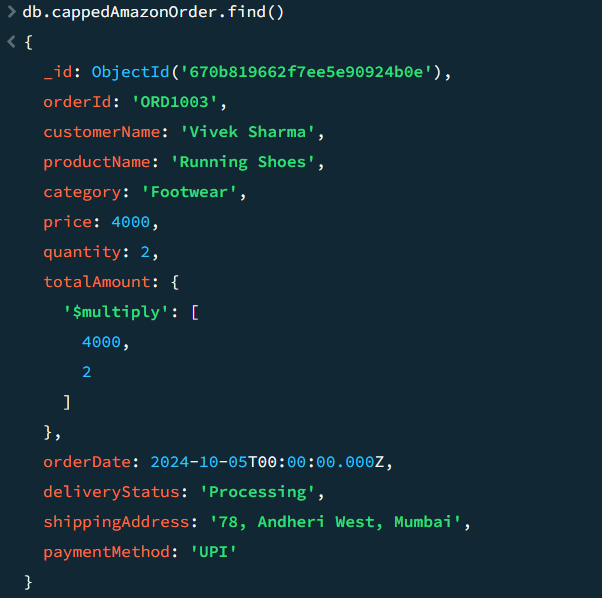 > db.cappedAmazonOrder.find()
< {
_id: ObjectId('670b819662f7ee5e90924b0e'),
orderId: 'ORD1003',
customerName: 'Vivek Sharma',
productName: 'Running Shoes',
category: 'Footwear',
price: 4000,
quantity: 2,
totalAmount: {
'$multiply': [
4000,
2
]
},
orderDate: 2024-10-05T00:00:00.000Z,
deliveryStatus: 'Processing',
shippingAddress: '78, Andheri West, Mumbai',
paymentMethod: 'UPI'
}